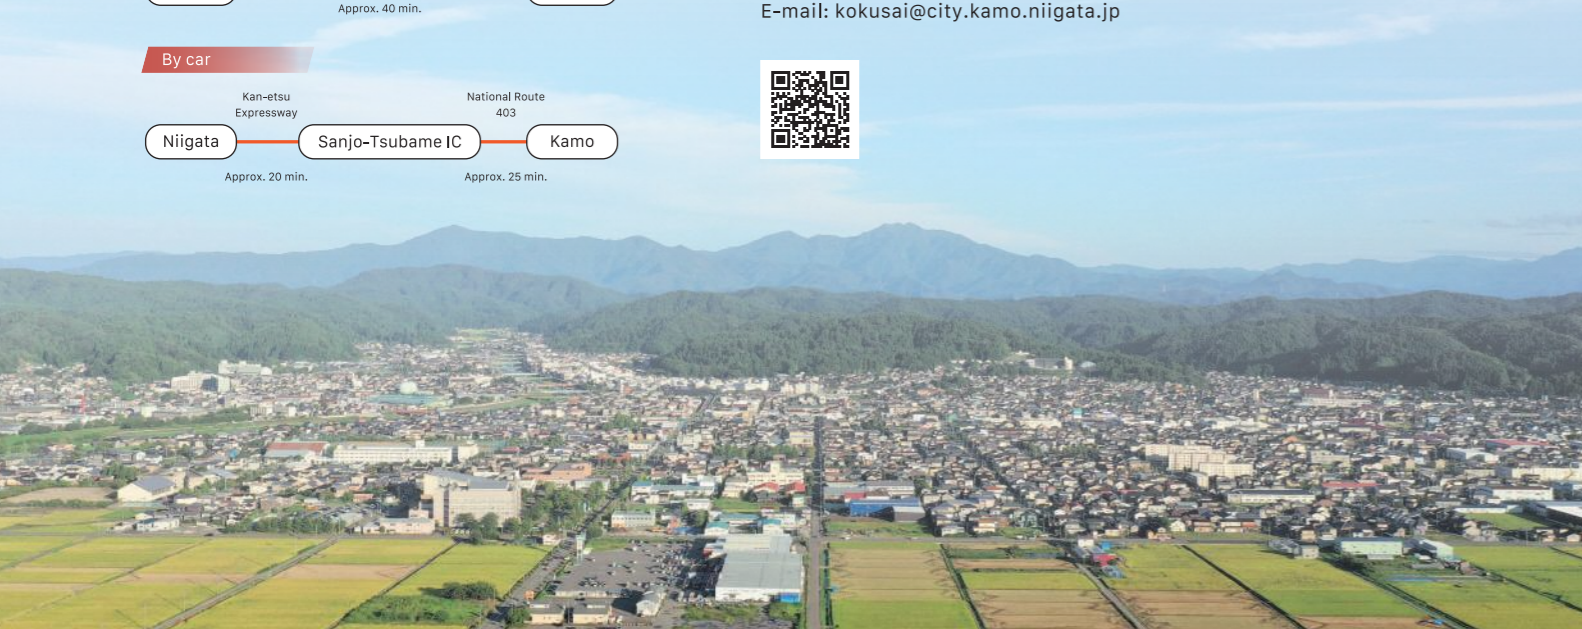 Approx. 40 min.
E-mail: kokusai@city.kamo.niigata.jp
By car
Kan-etsu
Expressway
National Route
403
Niigata
Sanjo-Tsubame IC
Kamo
Approx. 20 min.
Approx. 25 min.